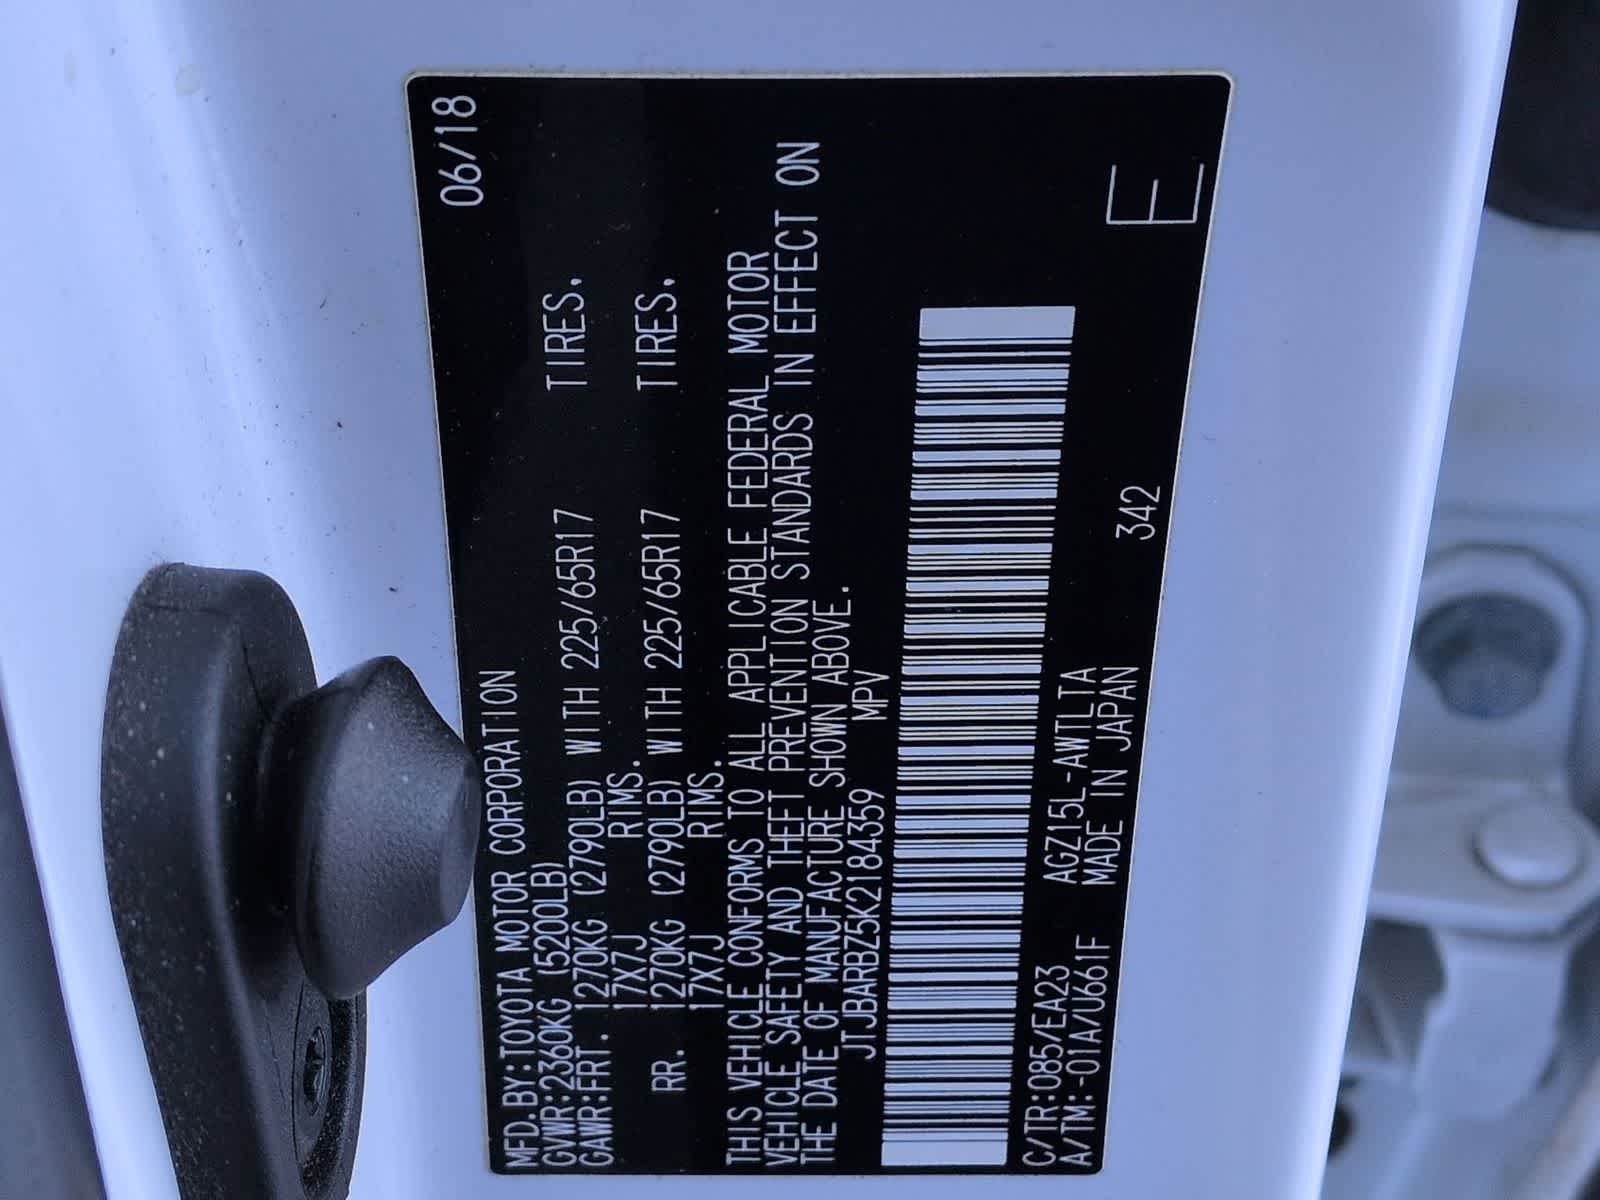 MFD.BY:TOYOTA MOTOR CORPORATION 06/18
GVWR:2360KG (5200LB)
GAWR:FRT. 1270KG (2790LB) WITH 225/65R17 TIRES,
17X7J RIMS.
RR. 1270KG (2790LB) WITH 225/65R17 TIRES,
17X7J RIMS.
THIS VEHICLE CONFORMS TO ALL APPLICABLE FEDERAL MOTOR
VEHICLE SAFETY AND THEFT PREVENTION STANDARDS IN EFFECT ON
THE DATE OF MANUFACTURE SHOWN ABOVE.
JTJBARBZ5K2184359 MPV
C/TR:085/EA23 AGZ15L-AWTLTA
A/TM:-01A/U661F MADE IN JAPAN 342
E